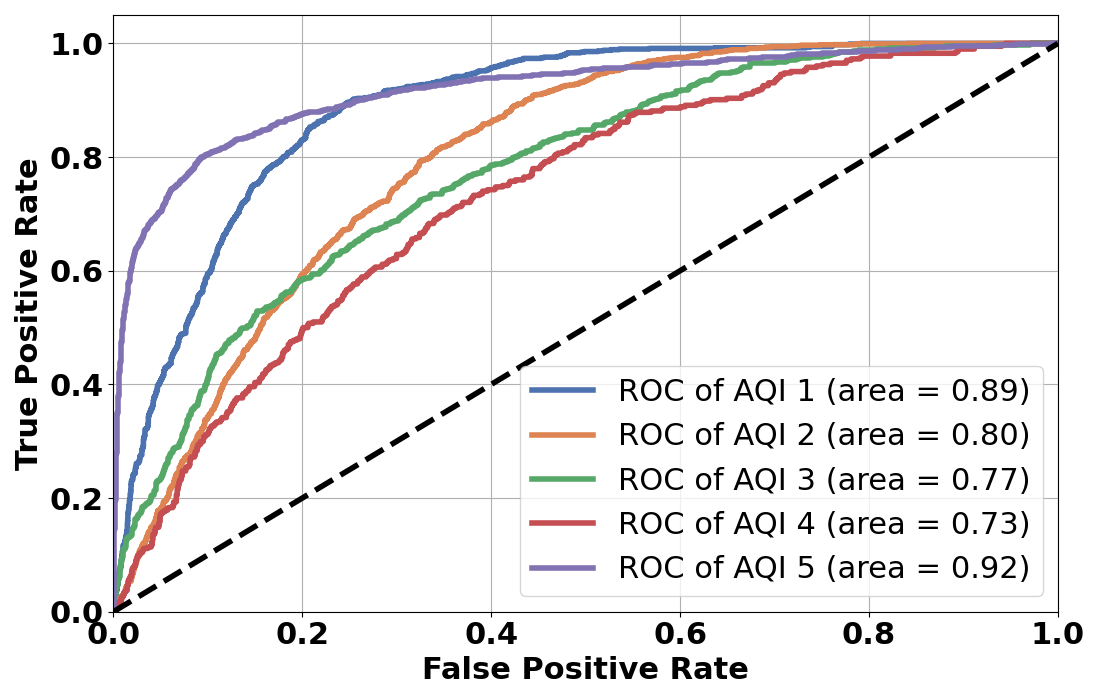 True Positive Rate
1.0
0.8
0.6
0.4
0.2
0.0
ROC of AQI 1 (area = 0.89)
ROC of AQI 2 (area = 0.80)
ROC of AQI 3 (area = 0.77)
ROC of AQI 4 (area = 0.73)
ROC of AQI 5 (area = 0.92)
0.0 0.2 0.4 0.6 0.8 1.0
False Positive Rate